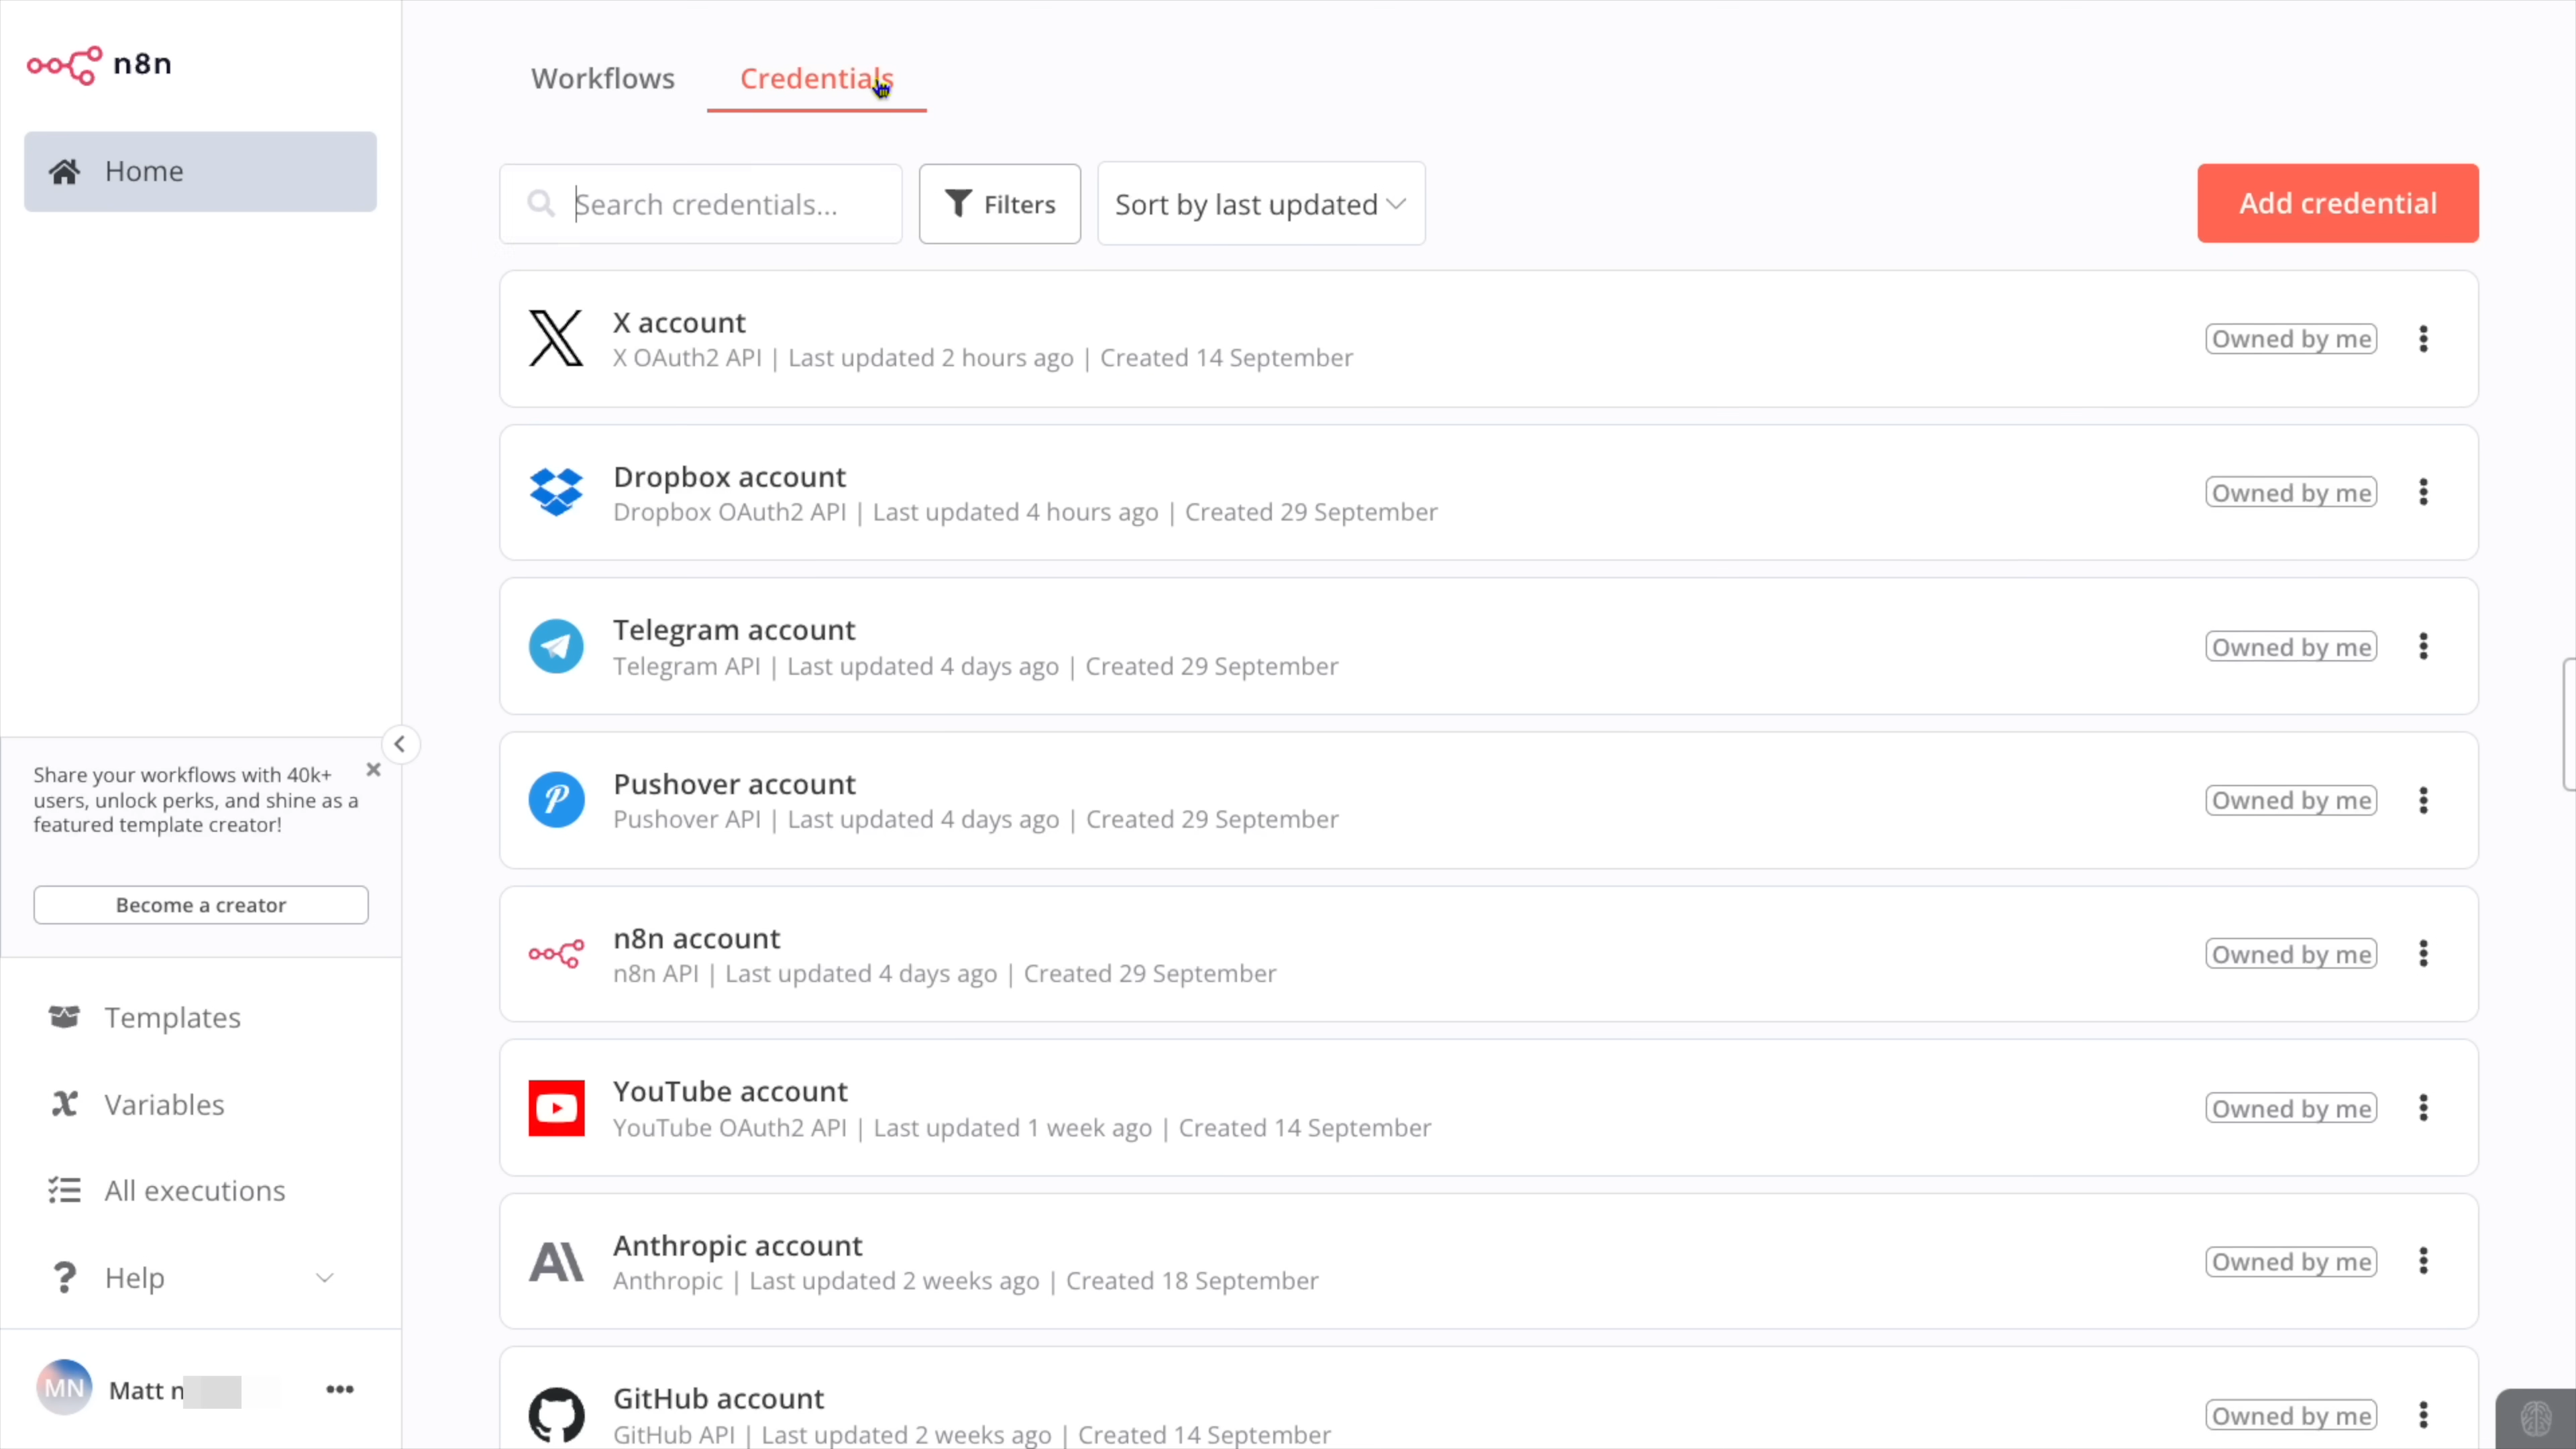 n8n
Home
Share your workflows with 40k+
users, unlock perks, and shine as a
featured template creator!
Become a creator
Templates
Variables
All executions
Help
MN
Matt n
Workflows
Credentials
Search credentials...
Filters
Sort by last updated
Add credential
X account
X OAuth2 API | Last updated 2 hours ago | Created 14 September
Owned by me
Dropbox account
Dropbox OAuth2 API | Last updated 4 hours ago | Created 29 September
Owned by me
Telegram account
Telegram API | Last updated 4 days ago | Created 29 September
Owned by me
Pushover account
Pushover API | Last updated 4 days ago | Created 29 September
Owned by me
n8n account
n8n API | Last updated 4 days ago | Created 29 September
Owned by me
YouTube account
YouTube OAuth2 API | Last updated 1 week ago | Created 14 September
Owned by me
Anthropic account
Anthropic | Last updated 2 weeks ago | Created 18 September
Owned by me
GitHub account
GitHub API | Last updated 2 weeks ago | Created 14 September
Owned by me